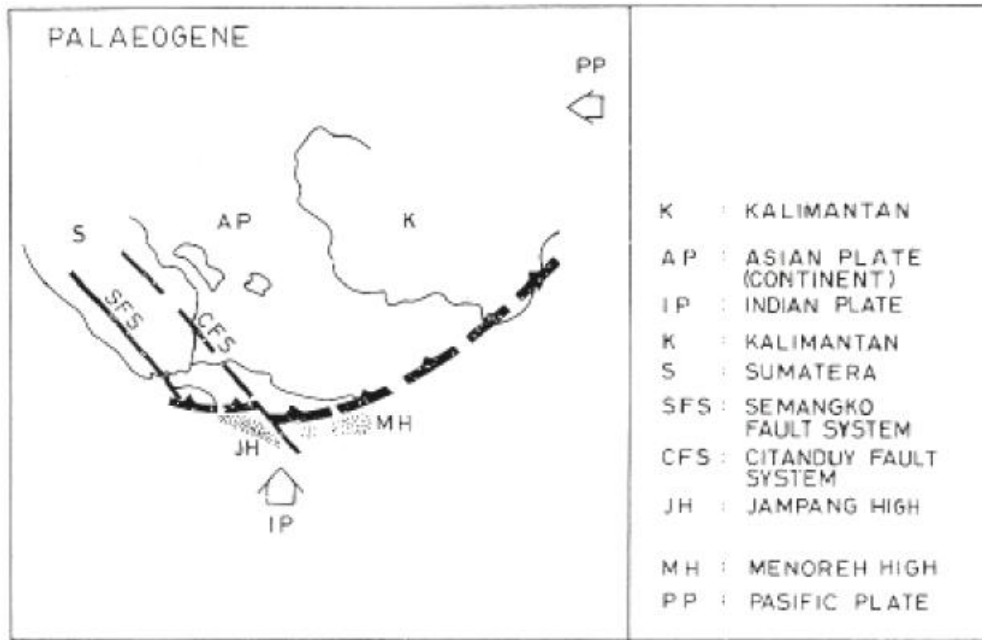 PALAEOGENE
PP
AP
K
S
SFS
CFS
MH
JH
IP
K : KALIMANTAN
AP : ASIAN PLATE
(CONTINENT)
IP : INDIAN PLATE
K : KALIMANTAN
S : SUMATERA
SFS : SEMANGKO
FAULT SYSTEM
CFS : CITANDUY FAULT
SYSTEM
JH : JAMPANG HIGH
MH : MENOREH HIGH
PP : PASIFIC PLATE